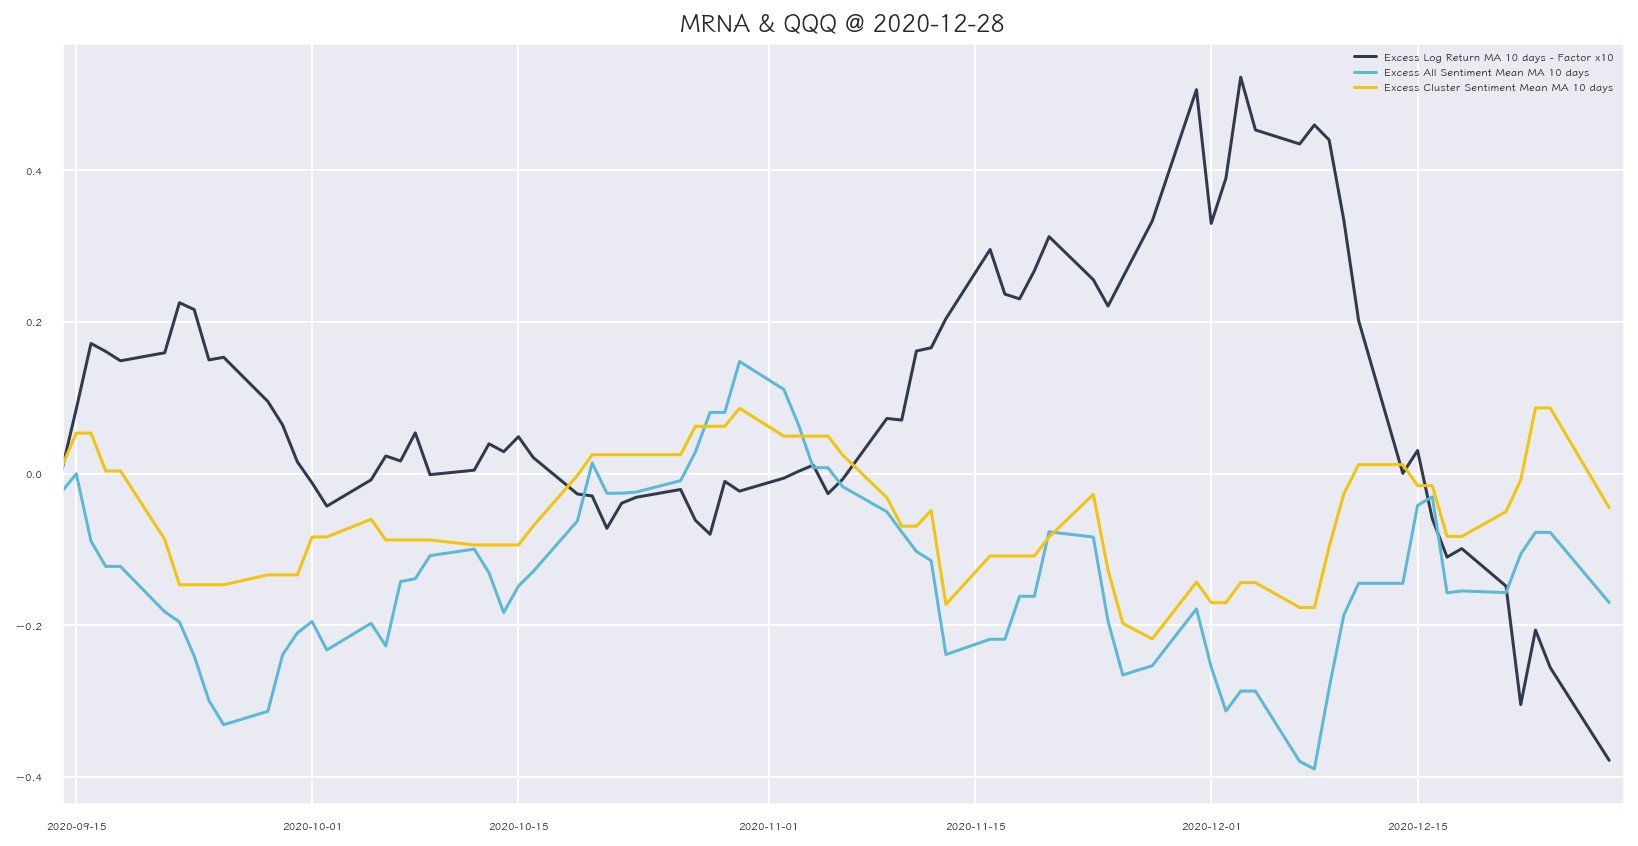 MRNA & QQQ @ 2020-12-28
Excess Log Return MA 10 days - Factor x10
Excess All Sentiment Mean MA 10 days
Excess Cluster Sentiment Mean MA 10 days
0.4
0.2
0.0
−0.2
−0.4
2020-09-15 2020-10-01 2020-10-15 2020-11-01 2020-11-15 2020-12-01 2020-12-15